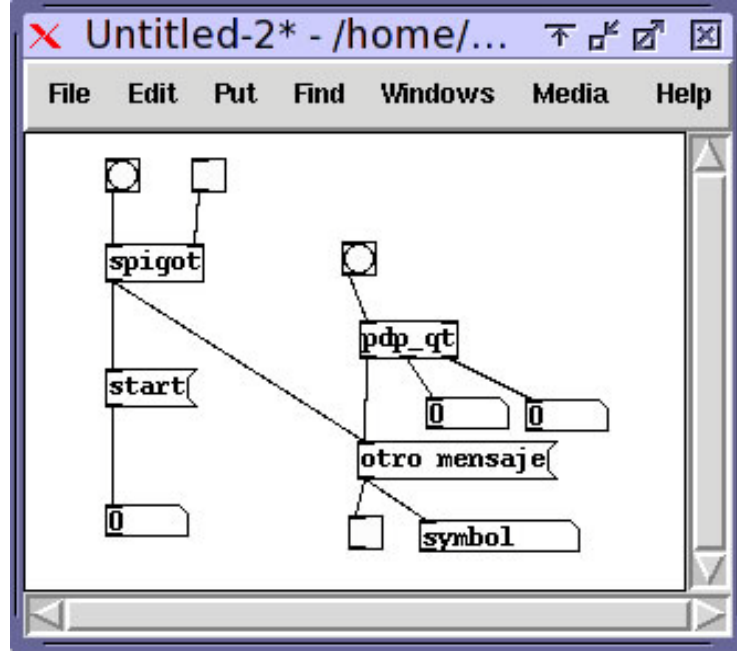 Untitled-2* - /home/...
File Edit Put Find Windows Media Help
spigot
pdp_qt
start
0 0
otro mensaje
0
symbol